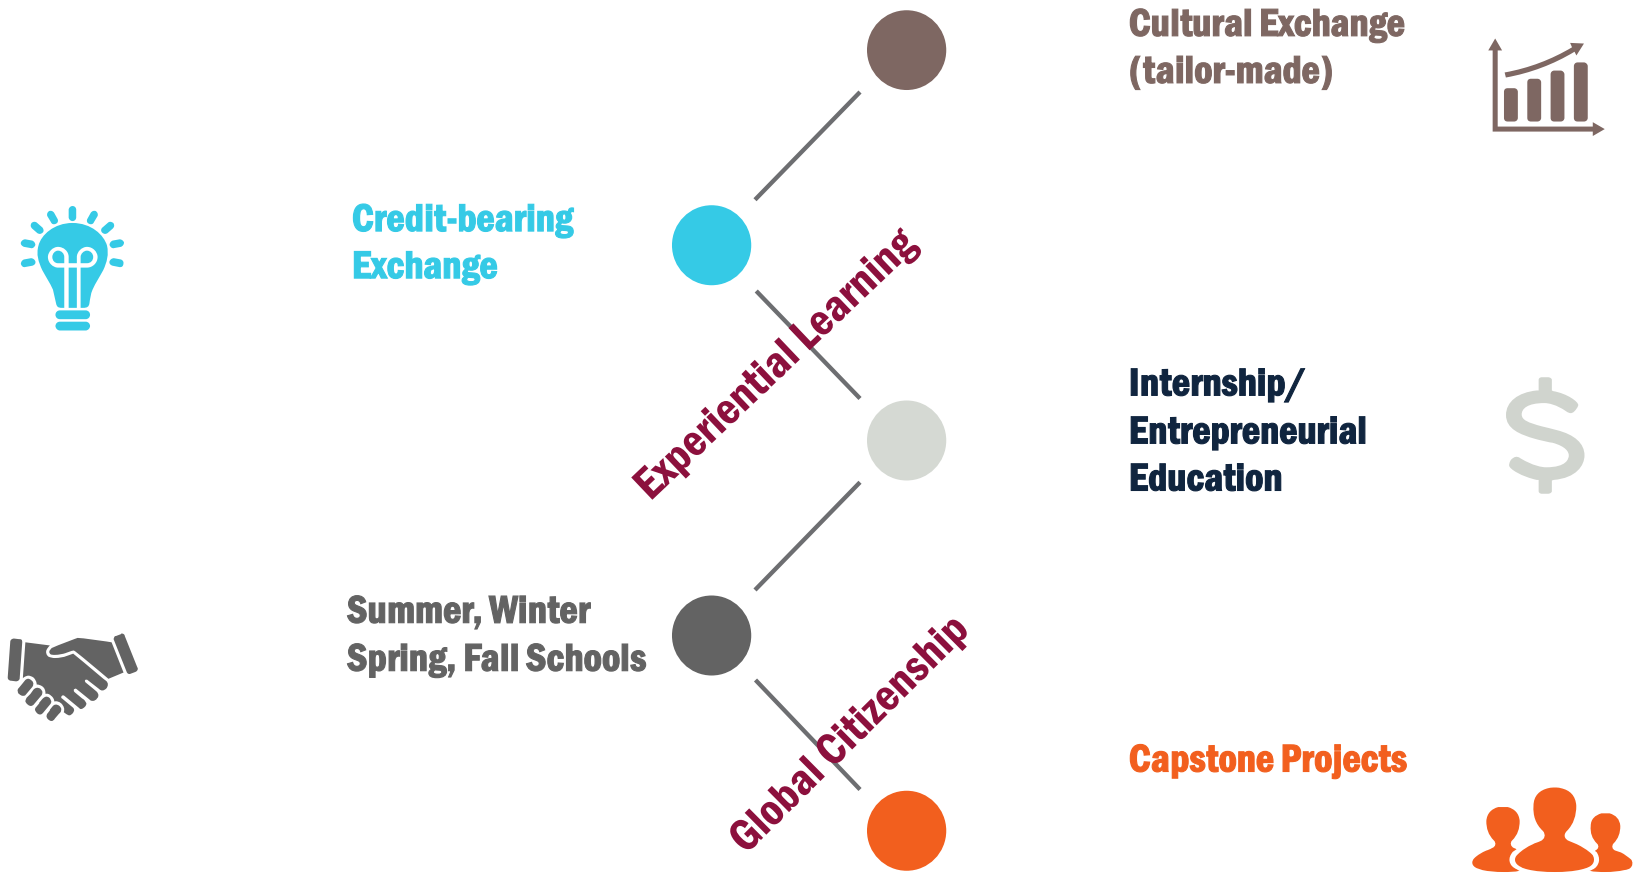 Cultural Exchange
(tailor-made)
Credit-bearing
Exchange
Experiential Learning
Internship/
Entrepreneurial
Education
Summer, Winter
Spring, Fall Schools
Global Citizenship
Capstone Projects
$